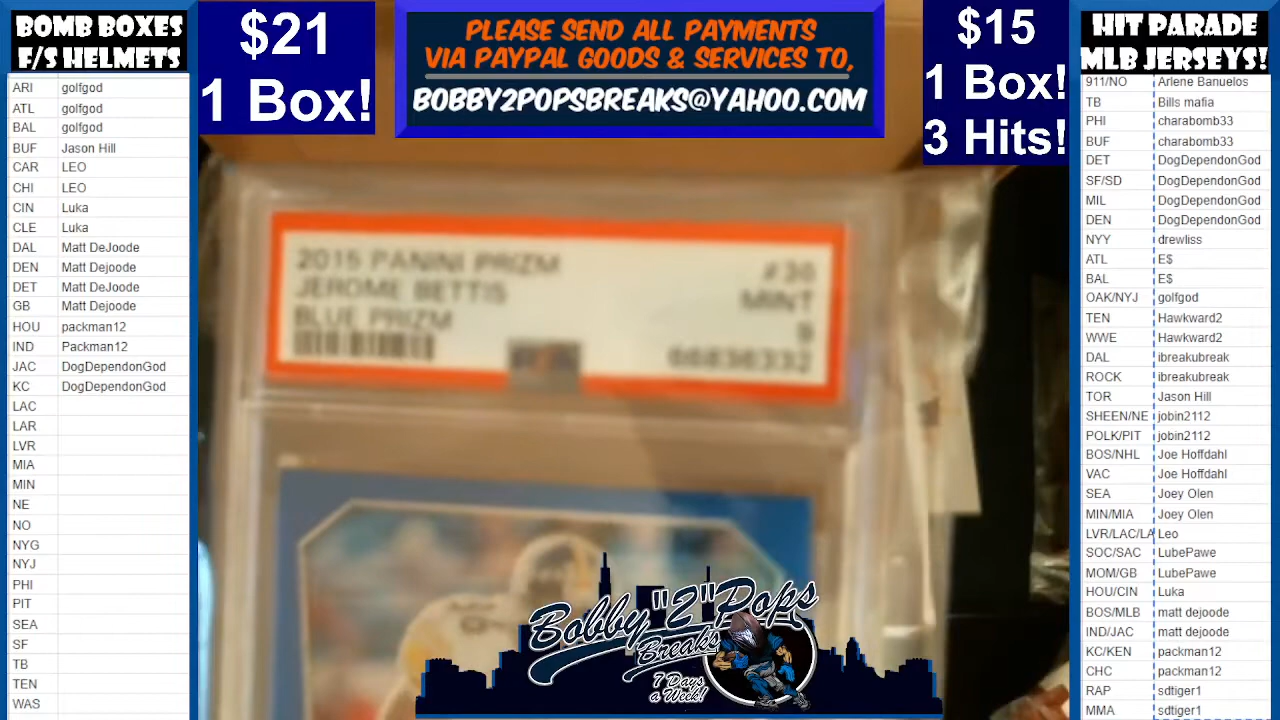 BOMB BOXES
F/S HELMETS
ARI golfgod
ATL golfgod
BAL golfgod
BUF Jason Hill
CAR LEO
CHI LEO
CIN Luka
CLE Luka
DAL Matt DeJoode
DEN Matt Dejoode
DET Matt DeJoode
GB Matt Dejoode
HOU packman12
IND Packman12
JAC DogDependonGod
KC DogDependonGod
LAC
LAR
LVR
MIA
MIN
NE
NO
NYG
NYJ
PHI
PIT
SEA
SF
TB
TEN
WAS
$21
1 Box!
PLEASE SEND ALL PAYMENTS
VIA PAYPAL GOODS & SERVICES TO,
BOBBY2POPSBREAKS@YAHOO.COM
2015 PANINI PRIZM
JEROME BETTIS
BLUE PRIZM
#30
MINT
9
66836332
Bobby "2" Pops
Breaks
7 Days
a Week!
$15
1 Box!
3 Hits!
HIT PARADE
MLB JERSEYS!
911/NO Arlene Banuelos
TB Bills mafia
PHI charabomb33
BUF charabomb33
DET DogDependonGod
SF/SD DogDependonGod
MIL DogDependonGod
DEN DogDependonGod
NYY drewliss
ATL E$
BAL E$
OAK/NYJ golfgod
TEN Hawkward2
WWE Hawkward2
DAL ibreakubreak
ROCK ibreakubreak
TOR Jason Hill
SHEEN/NE jobin2112
POLK/PIT jobin2112
BOS/NHL Joe Hoffdahl
VAC Joe Hoffdahl
SEA Joey Olen
MIN/MIA Joey Olen
LVR/LAC/LA Leo
SOC/SAC LubePawe
MOM/GB LubePawe
HOU/CIN Luka
BOS/MLB matt dejoode
IND/JAC matt dejoode
KC/KEN packman12
CHC packman12
RAP sdtiger1
MMA sdtiger1